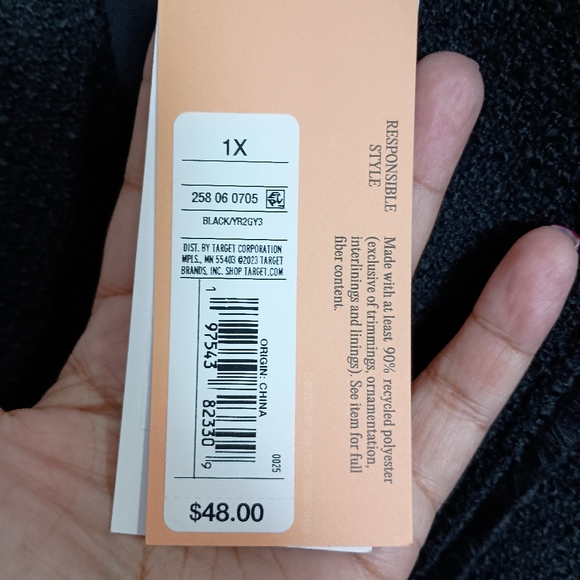 1X
258 06 0705
BLACK/YR2GY3
DIST. BY TARGET CORPORATION
MPLS., MN 55403 ©2023 TARGET
BRANDS, INC. SHOP TARGET.COM
1 97543 82330 9
ORIGIN: CHINA
0025
$48.00
RESPONSIBLE
STYLE
Made with at least 90% recycled polyester
(exclusive of trimmings, ornamentation,
interlinings and linings). See item for full
fiber content.